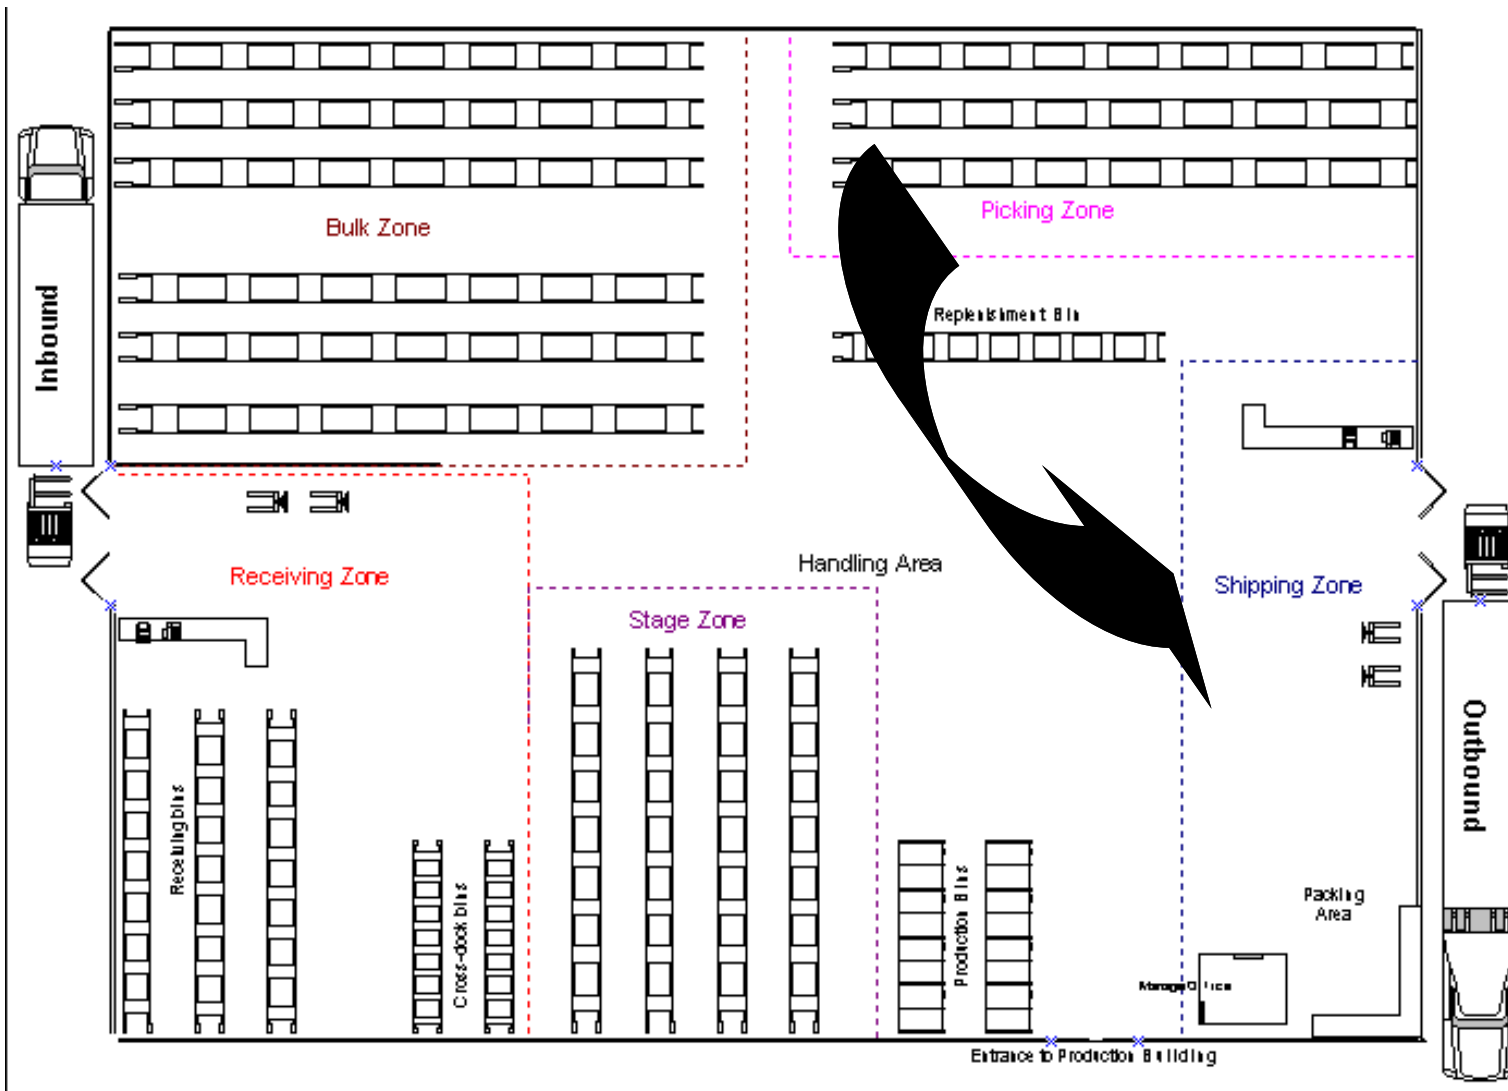 Bulk Zone
Picking Zone
Inbound
Replenishment Bin
Receiving Zone
Handling Area
Shipping Zone
Stage Zone
Outbound
Receiving bins
Cross-dock bins
Production Bins
Packing
Area
Entrance to Production Building